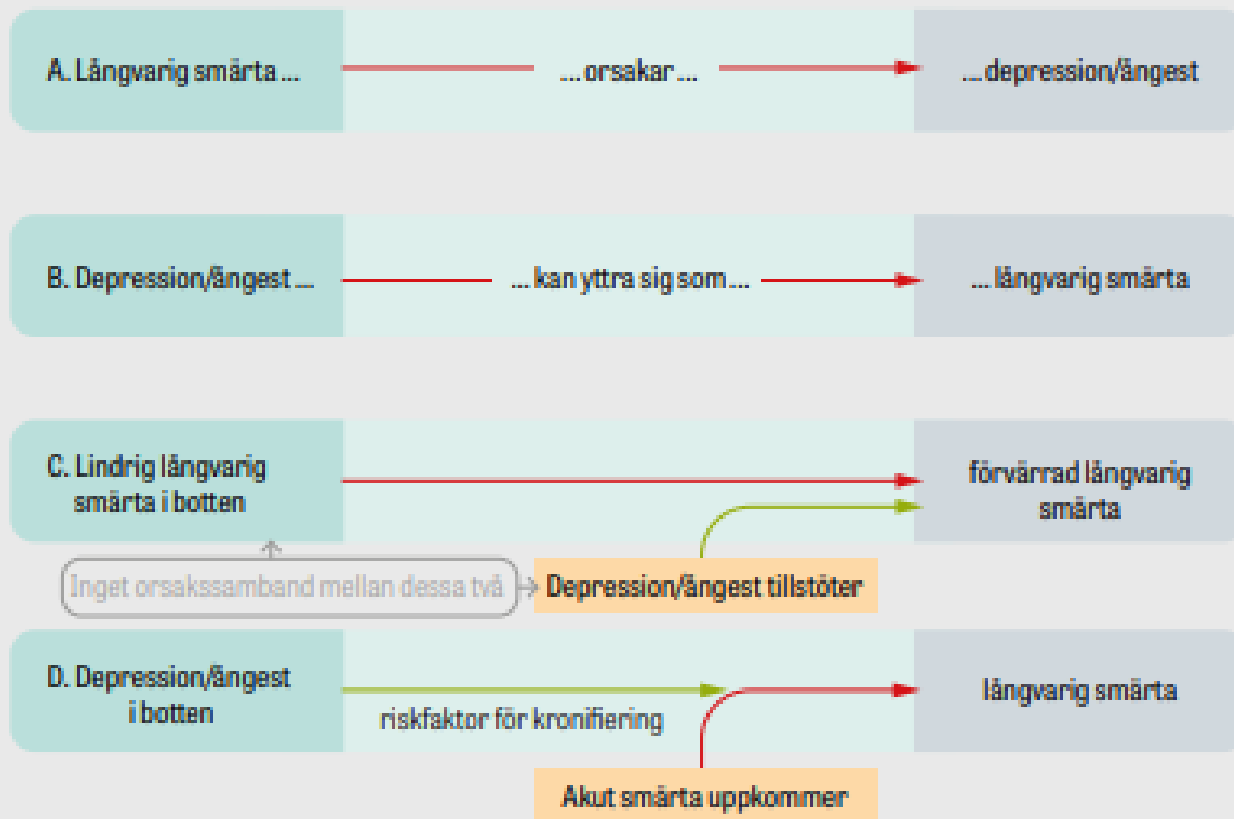 A. Långvarig smärta ... ... orsakar ... ... depression/ångest
B. Depression/ångest ... ... kan yttra sig som ... ... långvarig smärta
C. Lindrig långvarig
smärta i botten
förvärrad långvarig
smärta
Inget orsakssamband mellan dessa två
Depression/ångest tillstöter
D. Depression/ångest
i botten
riskfaktor för kronifiering
långvarig smärta
Akut smärta uppkommer